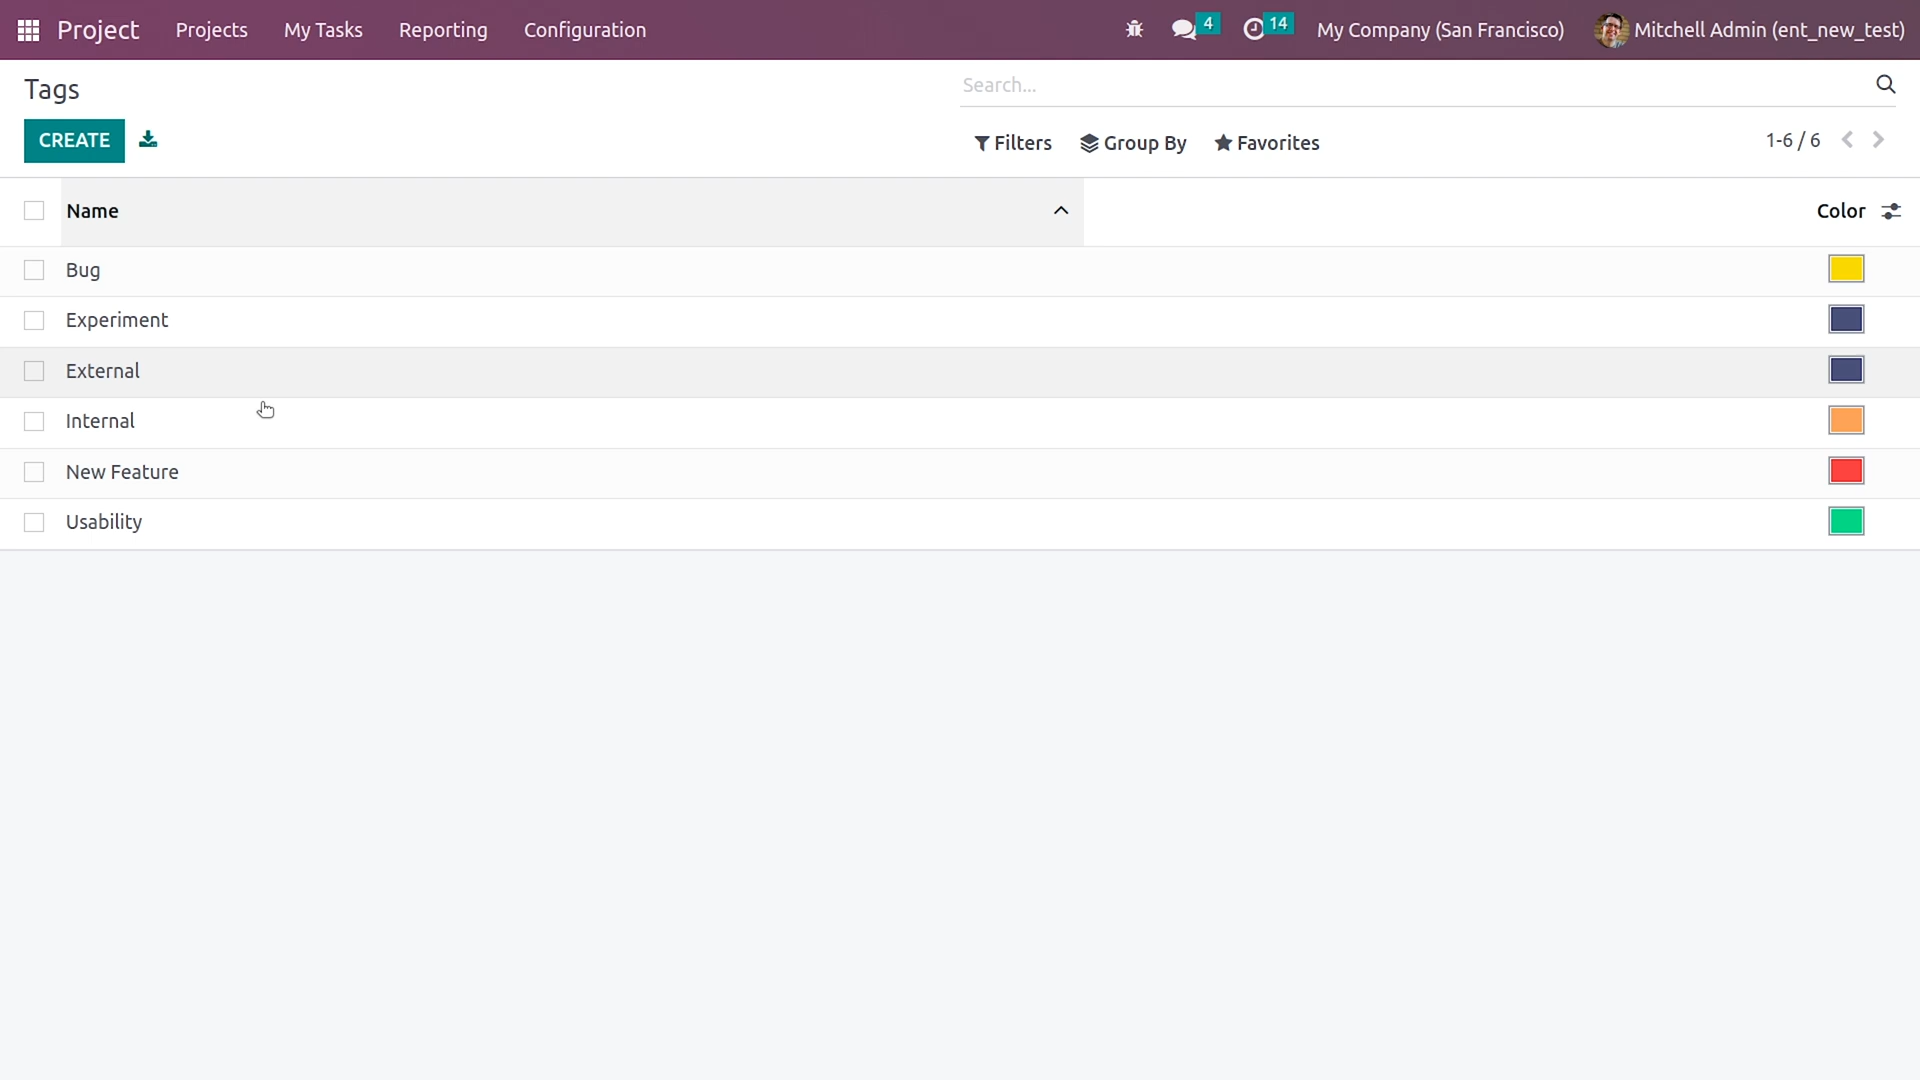 Project Projects My Tasks Reporting Configuration 4 14 My Company (San Francisco) Mitchell Admin (ent_new_test)
Tags Search...
CREATE Filters Group By Favorites 1-6 / 6
Name Color
Bug
Experiment
External
Internal
New Feature
Usability